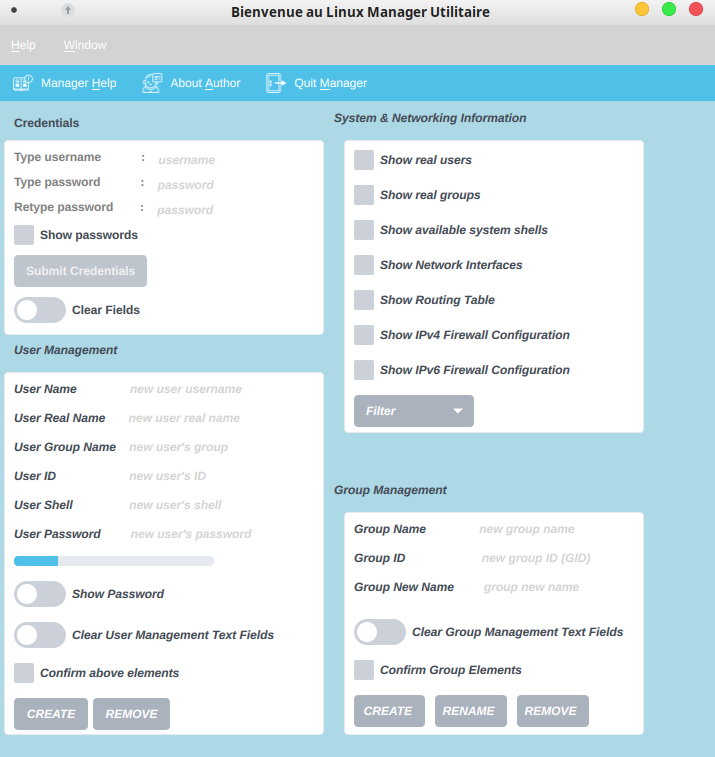 Bienvenue au Linux Manager Utilitaire
Help Window
Manager Help About Author Quit Manager
Credentials
Type username : username
Type password : password
Retype password : password
Show passwords
Submit Credentials
Clear Fields
User Management
User Name new user username
User Real Name new user real name
User Group Name new user's group
User ID new user's ID
User Shell new user's shell
User Password new user's password
Show Password
Clear User Management Text Fields
Confirm above elements
CREATE REMOVE
System & Networking Information
Show real users
Show real groups
Show available system shells
Show Network Interfaces
Show Routing Table
Show IPv4 Firewall Configuration
Show IPv6 Firewall Configuration
Filter
Group Management
Group Name new group name
Group ID new group ID (GID)
Group New Name group new name
Clear Group Management Text Fields
Confirm Group Elements
CREATE RENAME REMOVE